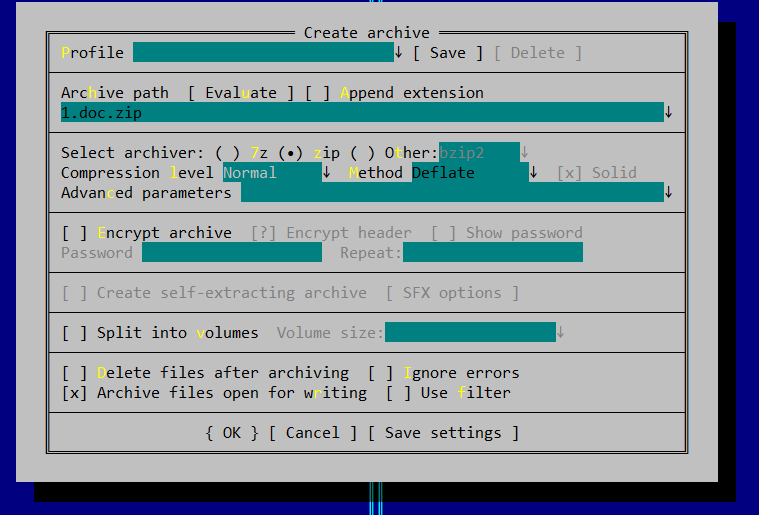 Create archive
Profile ↓ [ Save ] [ Delete ]
Archive path [ Evaluate ] [ ] Append extension
1.doc.zip ↓
Select archiver: ( ) 7z (•) zip ( ) Other:bzip2 ↓
Compression level Normal ↓ Method Deflate ↓ [x] Solid
Advanced parameters ↓
[ ] Encrypt archive [?] Encrypt header [ ] Show password
Password Repeat:
[ ] Create self-extracting archive [ SFX options ]
[ ] Split into volumes Volume size: ↓
[ ] Delete files after archiving [ ] Ignore errors
[x] Archive files open for writing [ ] Use filter
{ OK } [ Cancel ] [ Save settings ]